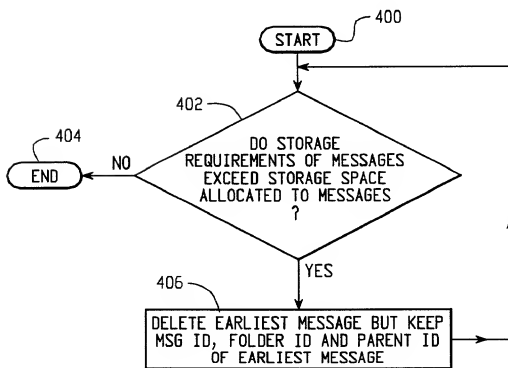 START
400
402
404
DO STORAGE
REQUIREMENTS OF MESSAGES
EXCEED STORAGE SPACE
ALLOCATED TO MESSAGES
?
NO
END
YES
406
DELETE EARLIEST MESSAGE BUT KEEP
MSG ID, FOLDER ID AND PARENT ID
OF EARLIEST MESSAGE